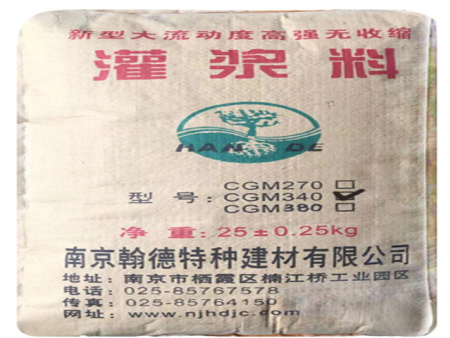 新型大流动度高强无收缩
灌浆料
HAN DE
型号:CGM270□
CGM340☑
CGM380□
净重:25±0.25kg
南京翰德特种建材有限公司
地址:南京市栖霞区楠江桥工业园区
电话:025-85767578
传真:025-85764150
网址:www.njhdjc.com